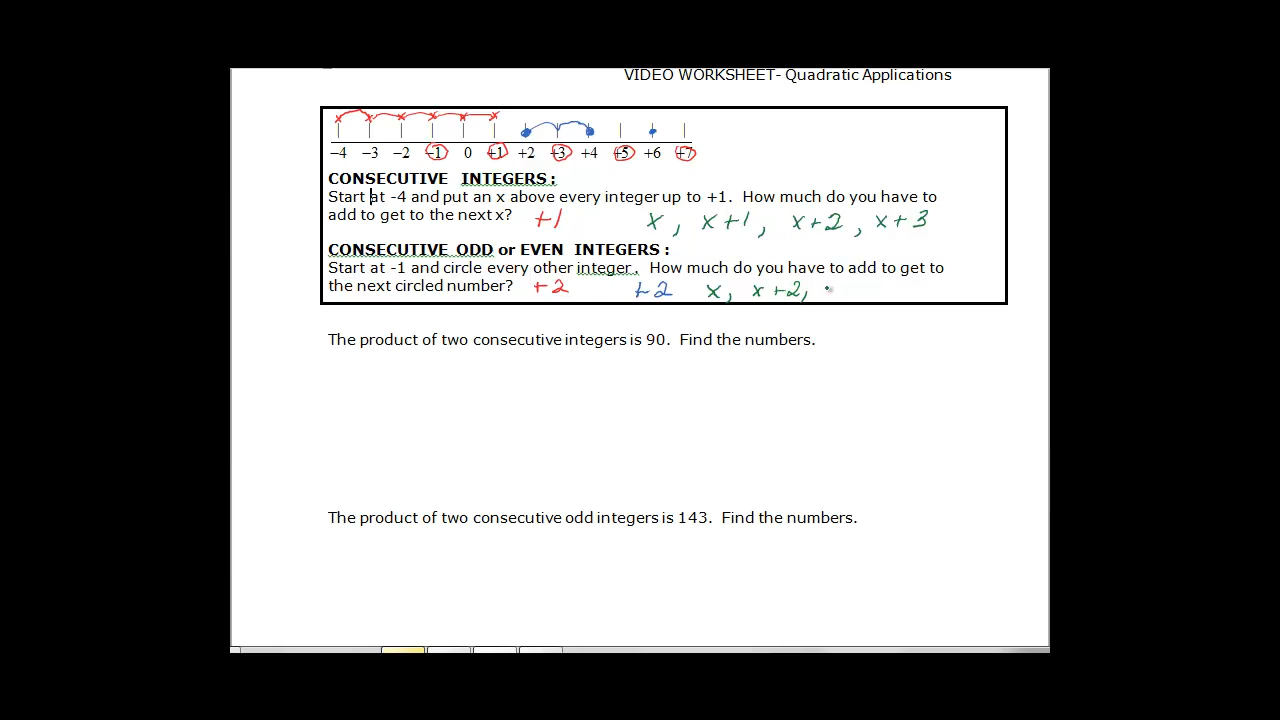 VIDEO WORKSHEET- Quadratic Applications
−4 −3 −2 −1 0 +1 +2 +3 +4 +5 +6 +7
CONSECUTIVE INTEGERS:
Start at -4 and put an x above every integer up to +1. How much do you have to
add to get to the next x? +1 x, x+1, x+2, x+3
CONSECUTIVE ODD or EVEN INTEGERS:
Start at -1 and circle every other integer. How much do you have to add to get to
the next circled number? +2 +2 x, x+2,
The product of two consecutive integers is 90. Find the numbers.
The product of two consecutive odd integers is 143. Find the numbers.